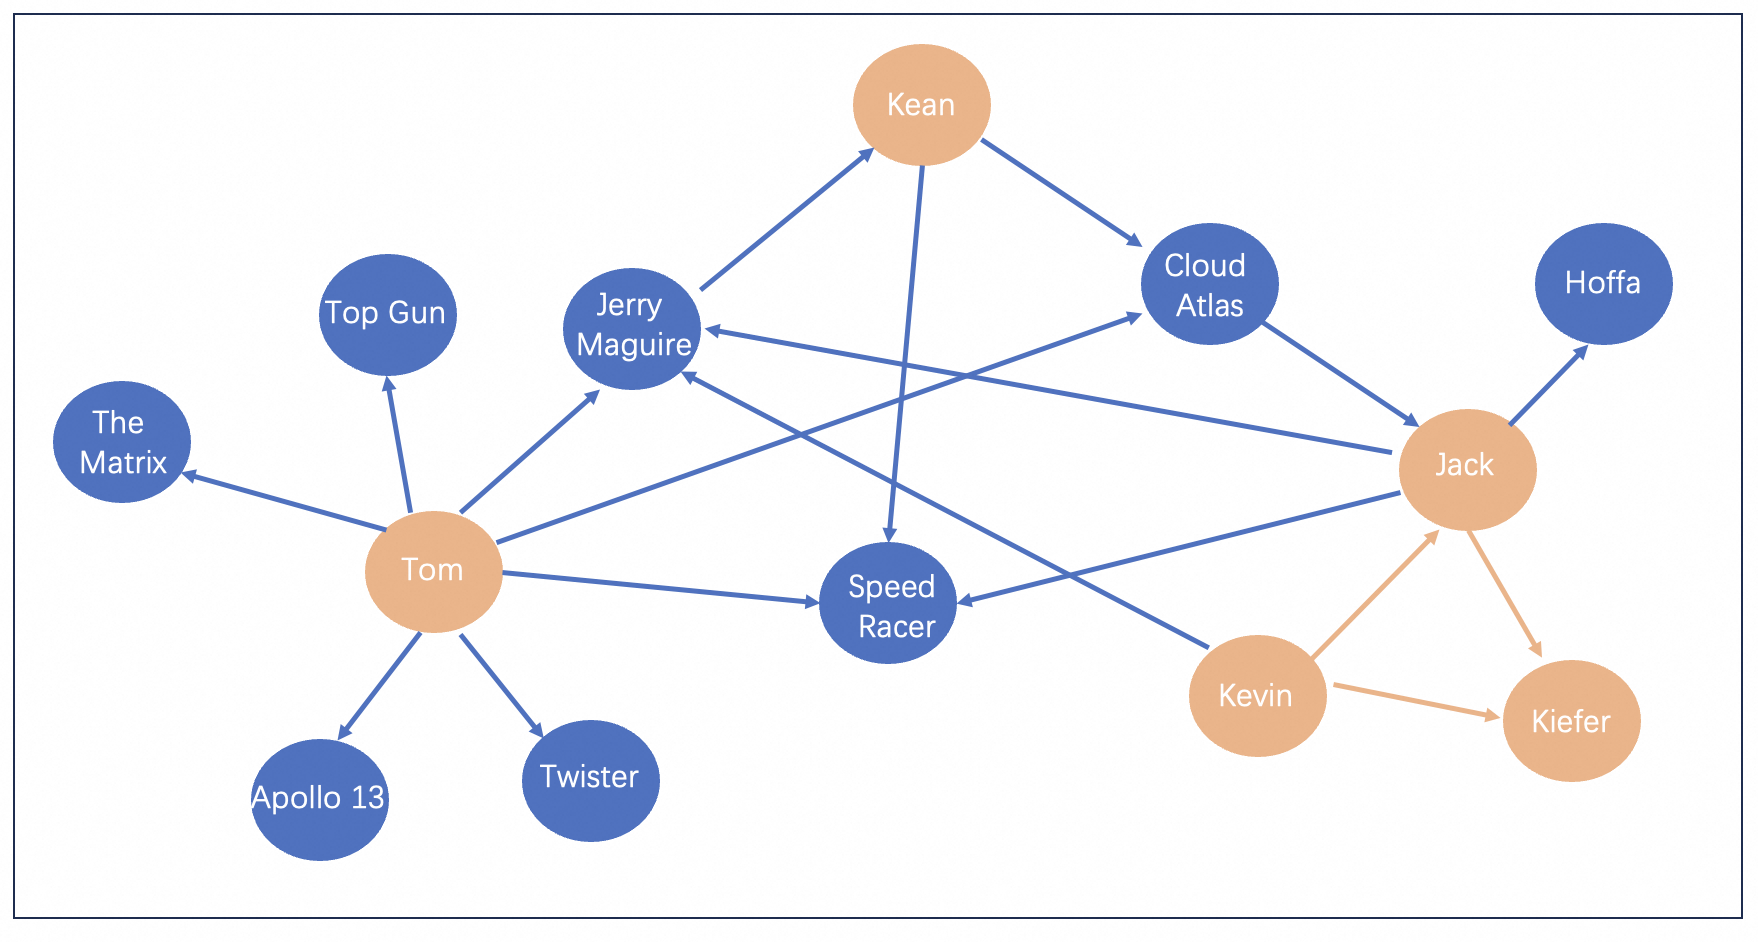 Kean
Cloud
Atlas
Hoffa
Top Gun
Jerry
Maguire
The
Matrix
Jack
Tom
Speed
Racer
Kevin
Kiefer
Twister
Apollo 13